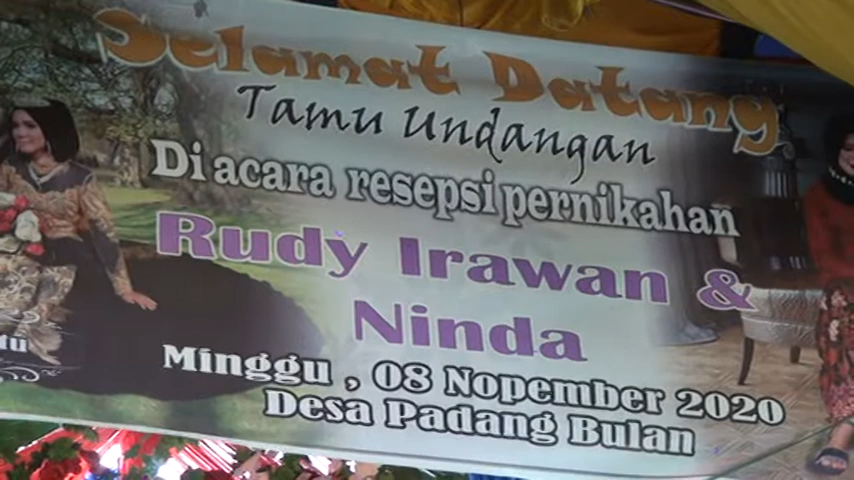 Selamat Datang
Tamu Undangan
Di acara resepsi pernikahan
Rudy Irawan &
Ninda
Minggu , 08 Nopember 2020
Desa Padang Bulan